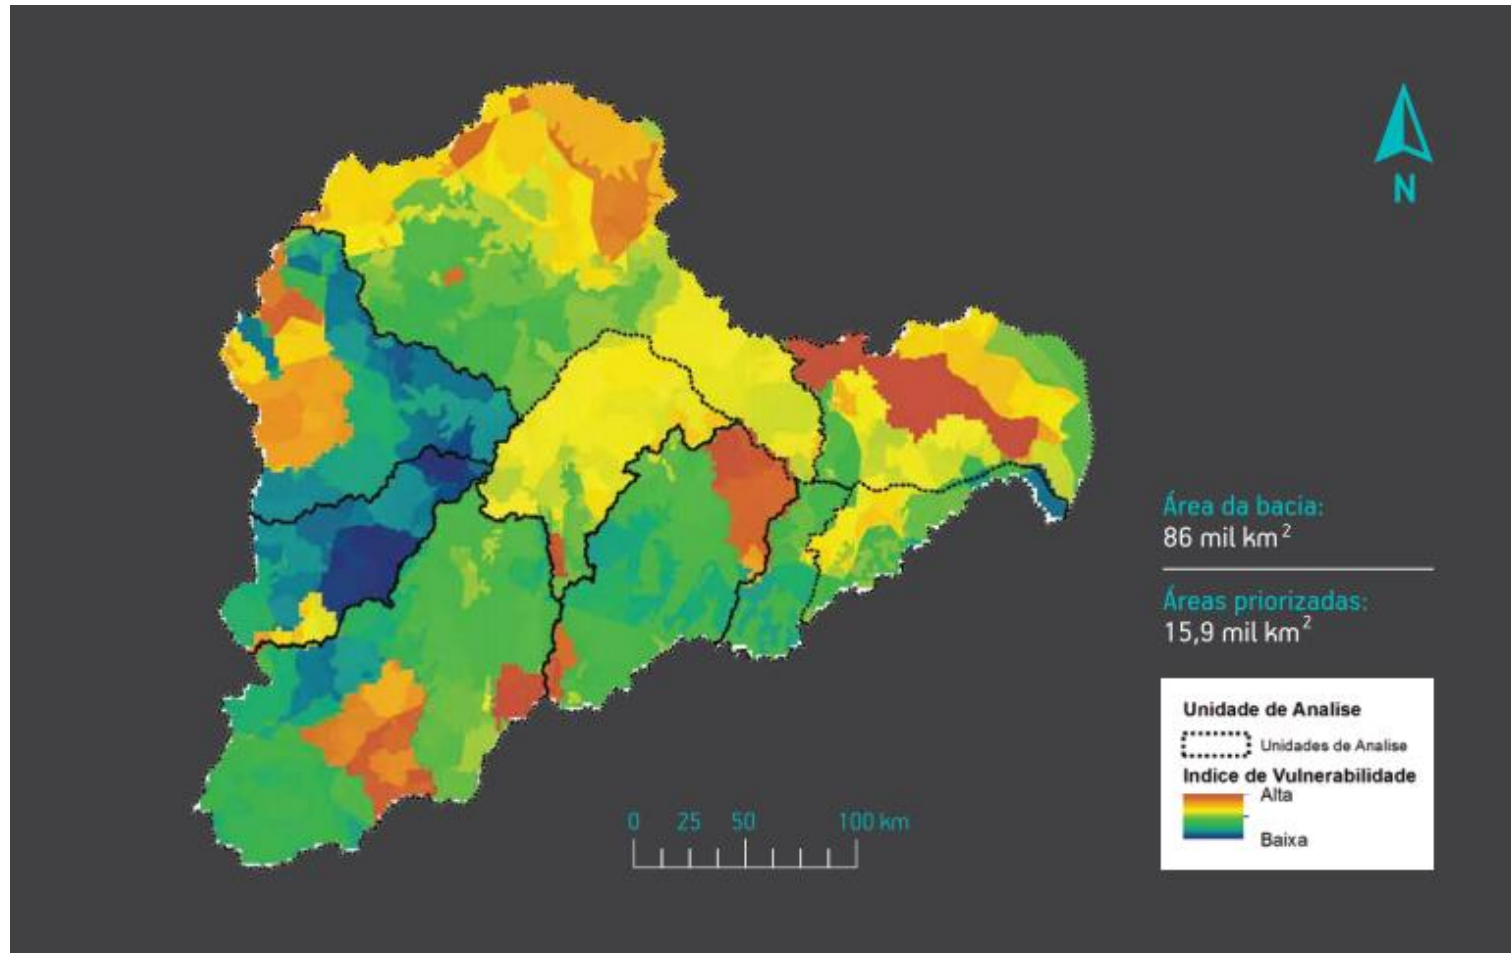 N
Área da bacia:
86 mil km²
Áreas priorizadas:
15,9 mil km²
Unidade de Analise
Unidades de Analise
Indice de Vulnerabilidade
Alta
Baixa
0 25 50 100 km